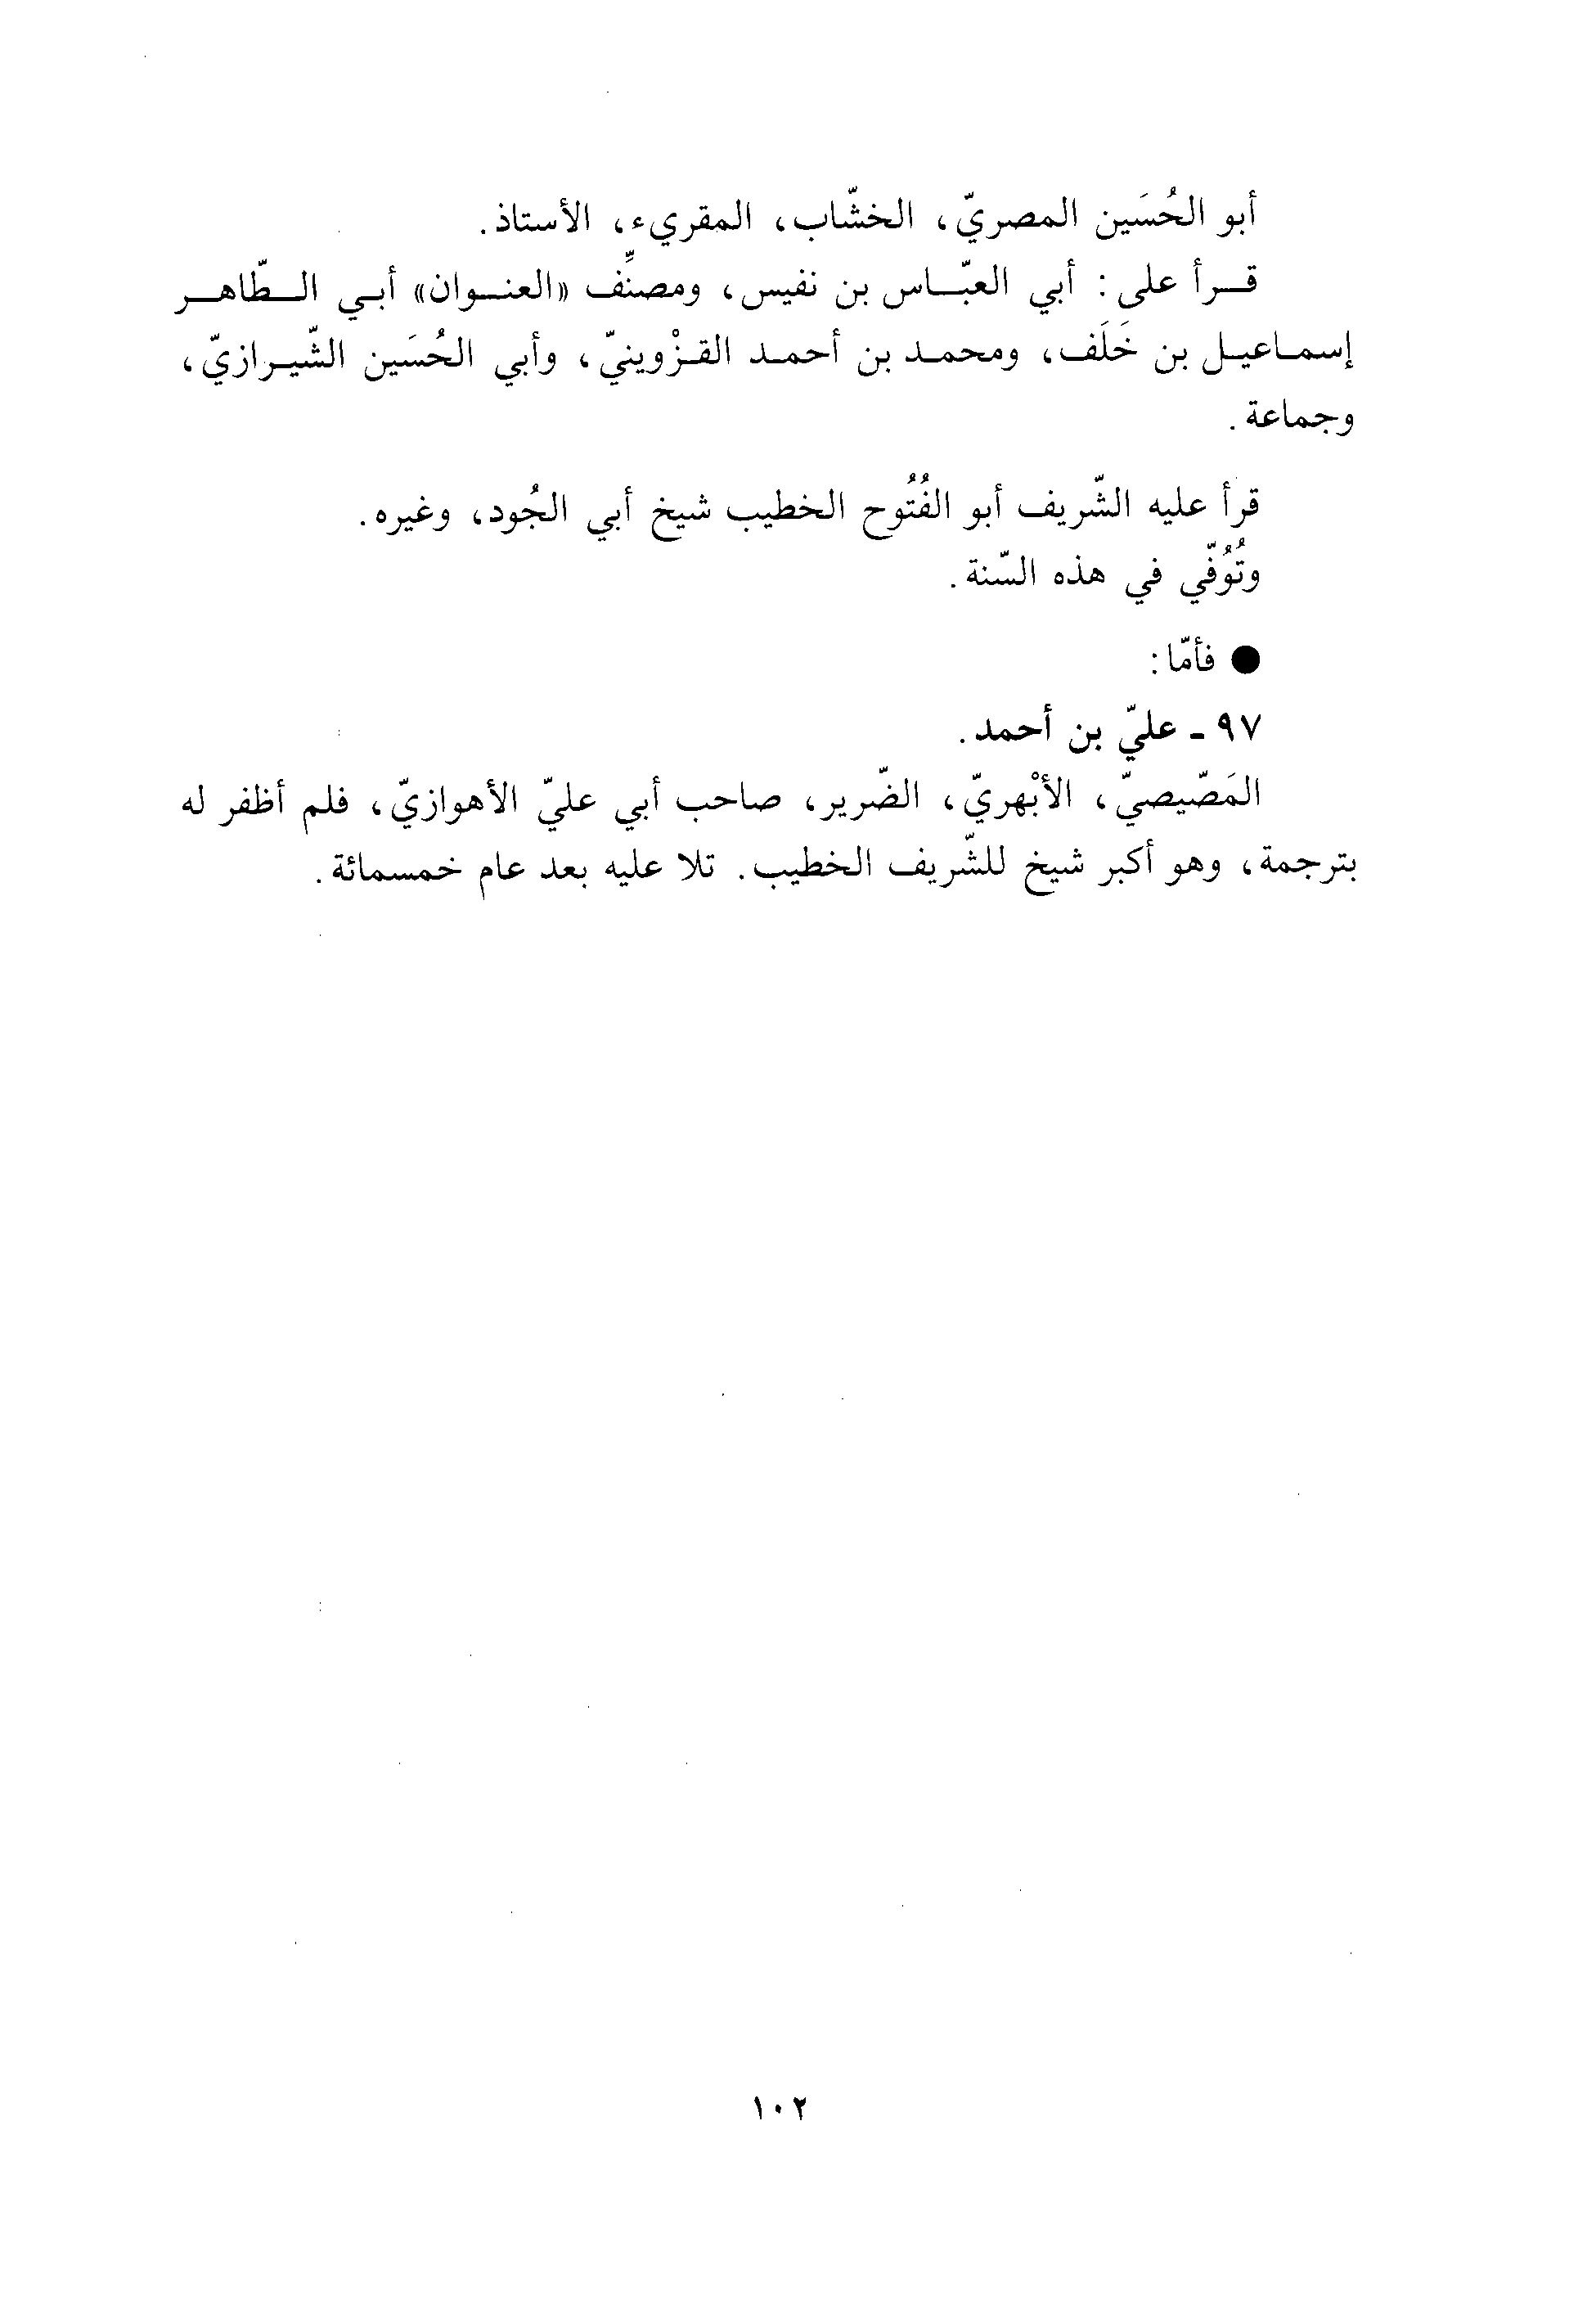 أبو الحُسَين المصريّ، الخشّاب، المقريء، الأستاذ.
قرأ على: أبي العبّاس بن نفيس، ومصنِّف «العنوان» أبي الطّاهر
إسماعيل بن خَلَف، ومحمد بن أحمد القزْوينيّ، وأبي الحُسَين الشّيرازيّ،
وجماعة.
قرأ عليه الشّريف أبو الفُتُوح الخطيب شيخ أبي الجُود، وغيره.
وتُوُفّي في هذه السّنة.
● فأمّا:
٩٧ - عليّ بن أحمد.
المَصّيصيّ، الأبْهريّ، الضّرير، صاحب أبي عليّ الأهوازيّ، فلم أظفر له
بترجمة، وهو أكبر شيخ للشّريف الخطيب. تلا عليه بعد عام خمسمائة.
١٠٢